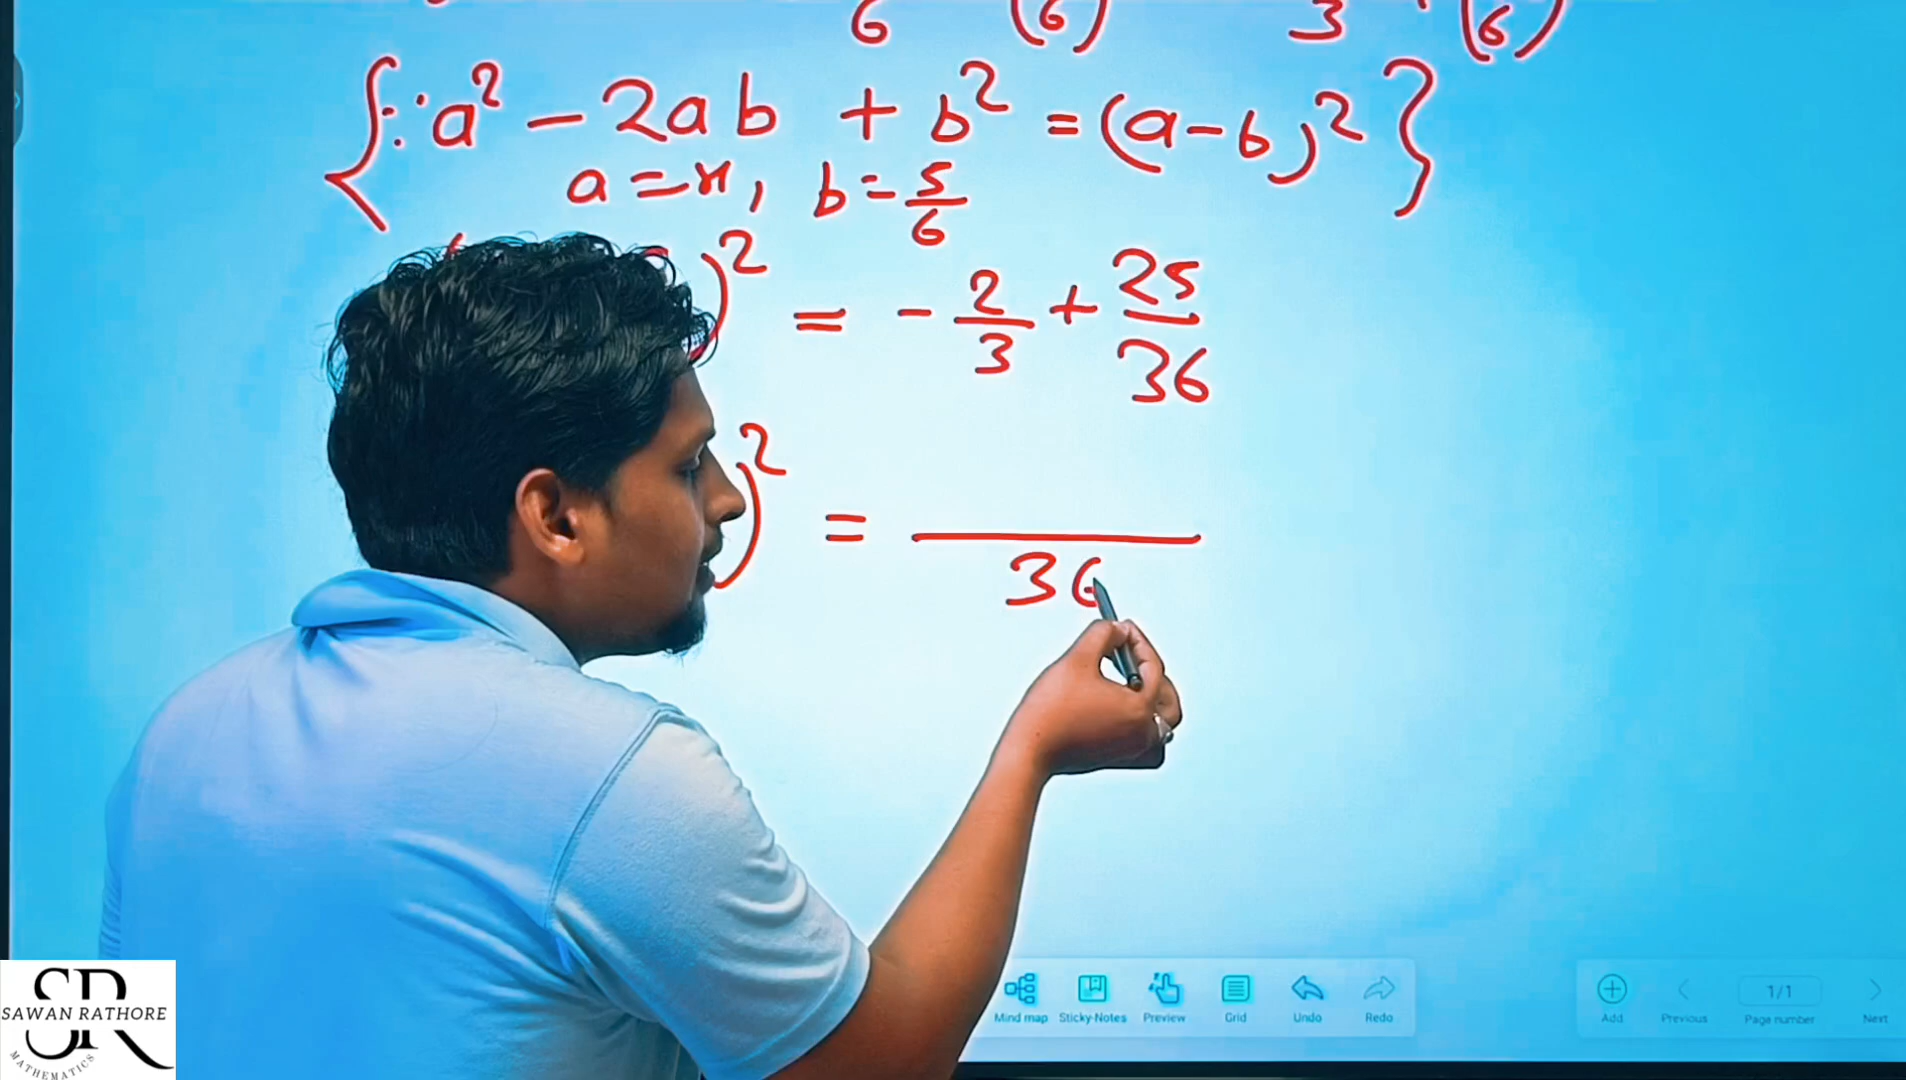 6 (6) 3 + (6)
{∵ a² - 2ab + b² = (a-b)²}
a = x, b = 5/6
)² = - 2/3 + 25/36
)² = /36
SR
SAWAN RATHORE
MATHEMATICS
Mind map Sticky-Notes Preview Grid Undo Redo
Add Previous 1/1 Page number Next